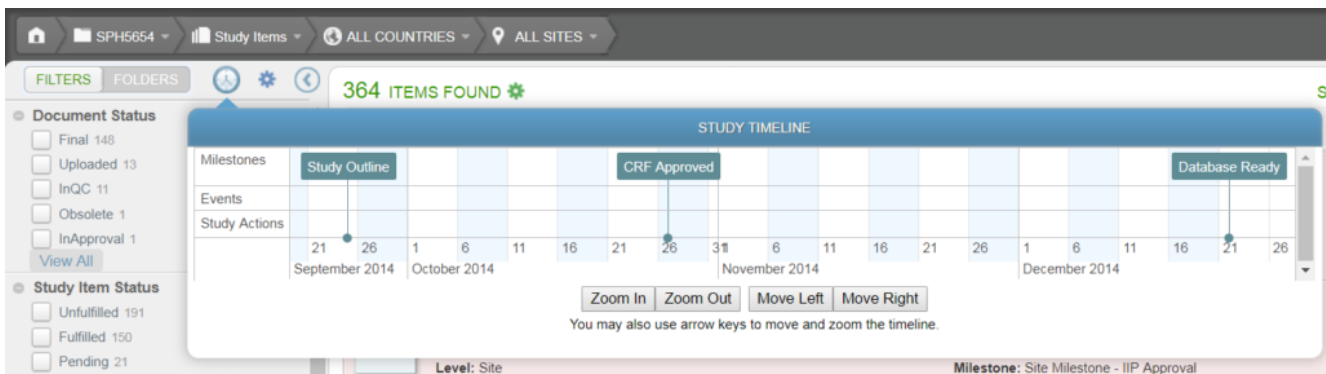 SPH5654 Study Items ALL COUNTRIES ALL SITES
FILTERS FOLDERS
364 ITEMS FOUND
S
Document Status
Final 148
Uploaded 13
InQC 11
Obsolete 1
InApproval 1
View All
Study Item Status
Unfulfilled 191
Fulfilled 150
Pending 21
STUDY TIMELINE
Milestones Study Outline CRF Approved Database Ready
Events
Study Actions
21 26 1 6 11 16 21 26 31 6 11 16 21 26 1 6 11 16 21 26
September 2014 October 2014 November 2014 December 2014
Zoom In Zoom Out Move Left Move Right
You may also use arrow keys to move and zoom the timeline.
Level: Site Milestone: Site Milestone - IIP Approval